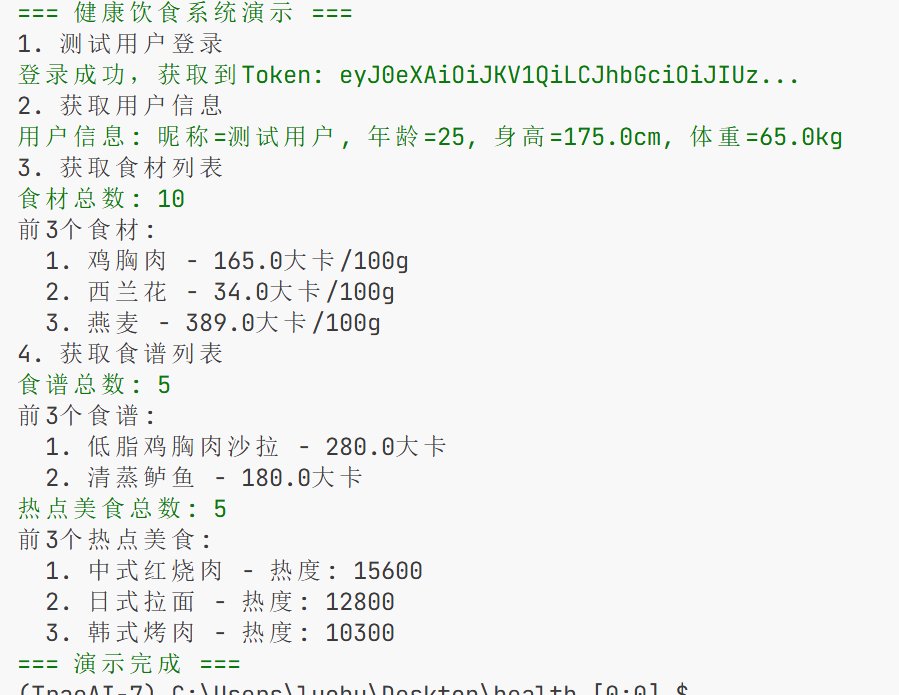 === 健康饮食系统演示 ===
1. 测试用户登录
登录成功，获取到Token: eyJ0eXAiOiJKV1QiLCJhbGciOiJIUz...
2. 获取用户信息
用户信息: 昵称=测试用户, 年龄=25, 身高=175.0cm, 体重=65.0kg
3. 获取食材列表
食材总数: 10
前3个食材:
1. 鸡胸肉 - 165.0大卡/100g
2. 西兰花 - 34.0大卡/100g
3. 燕麦 - 389.0大卡/100g
4. 获取食谱列表
食谱总数: 5
前3个食谱:
1. 低脂鸡胸肉沙拉 - 280.0大卡
2. 清蒸鲈鱼 - 180.0大卡
热点美食总数: 5
前3个热点美食:
1. 中式红烧肉 - 热度: 15600
2. 日式拉面 - 热度: 12800
3. 韩式烤肉 - 热度: 10300
=== 演示完成 ===
(TraeAI-7) C:\Users\luohu\Desktop\health [0:0] $